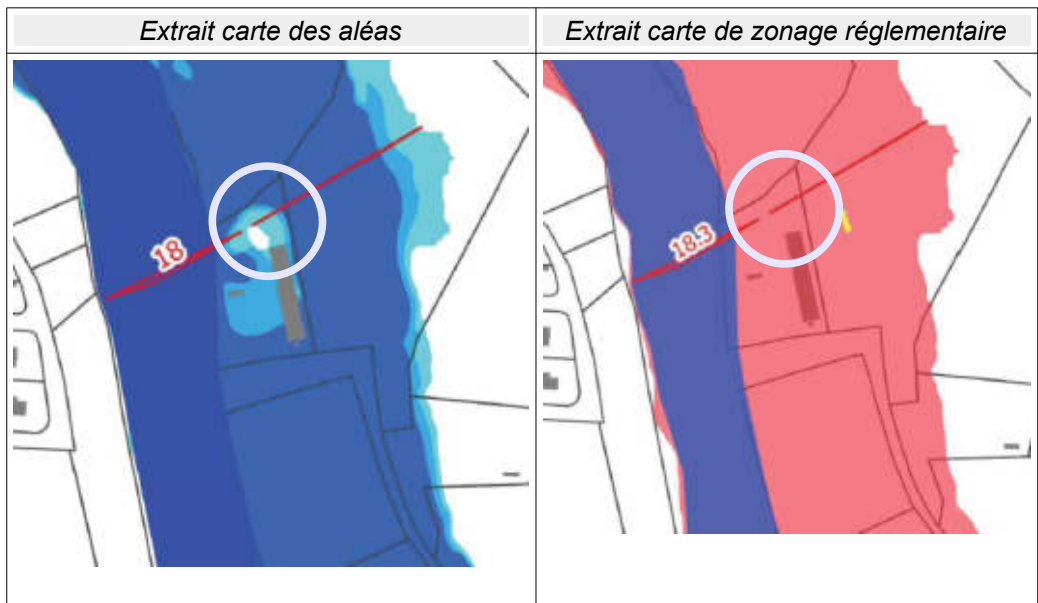 Extrait carte des aléas
Extrait carte de zonage réglementaire
18
18.3